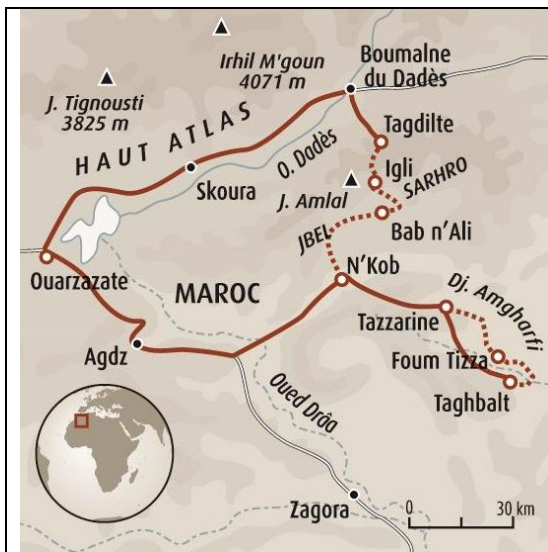 Irhil M'goun
4071 m
J. Tignousti
3825 m
Boumalne
du Dadès
HAUT ATLAS
O. Dadès
Tagdilte
Igli
SARHRO
Skoura
J. Amlal
Bab n'Ali
JBEL
Ouarzazate
MAROC
N'Kob
Dj. Amgharfi
Tazzarine
Agdz
Foum Tizza
Oued Drâa
Taghbalt
Zagora
0 30 km